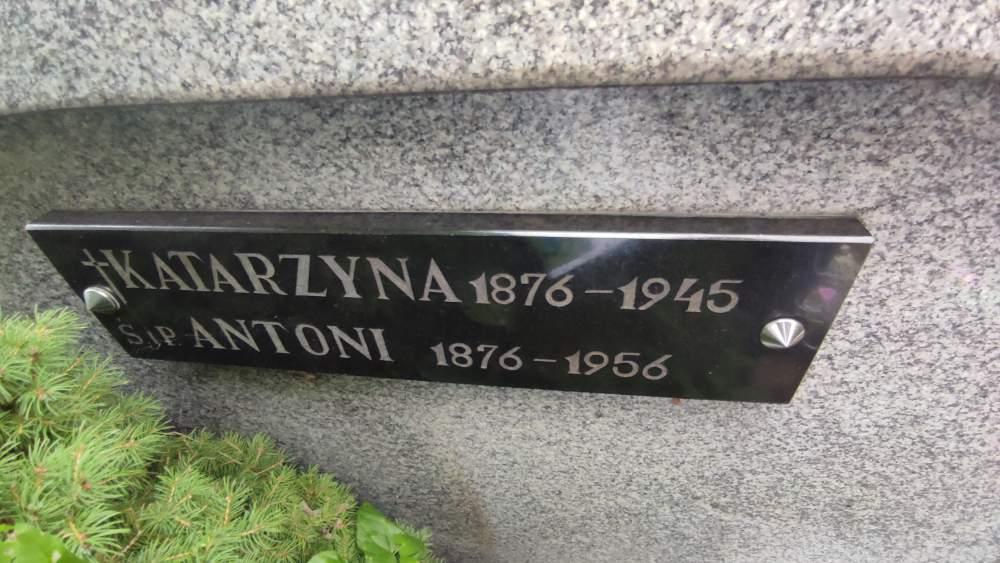 KATARZYNA 1876-1945
Ś.P. ANTONI 1876-1956